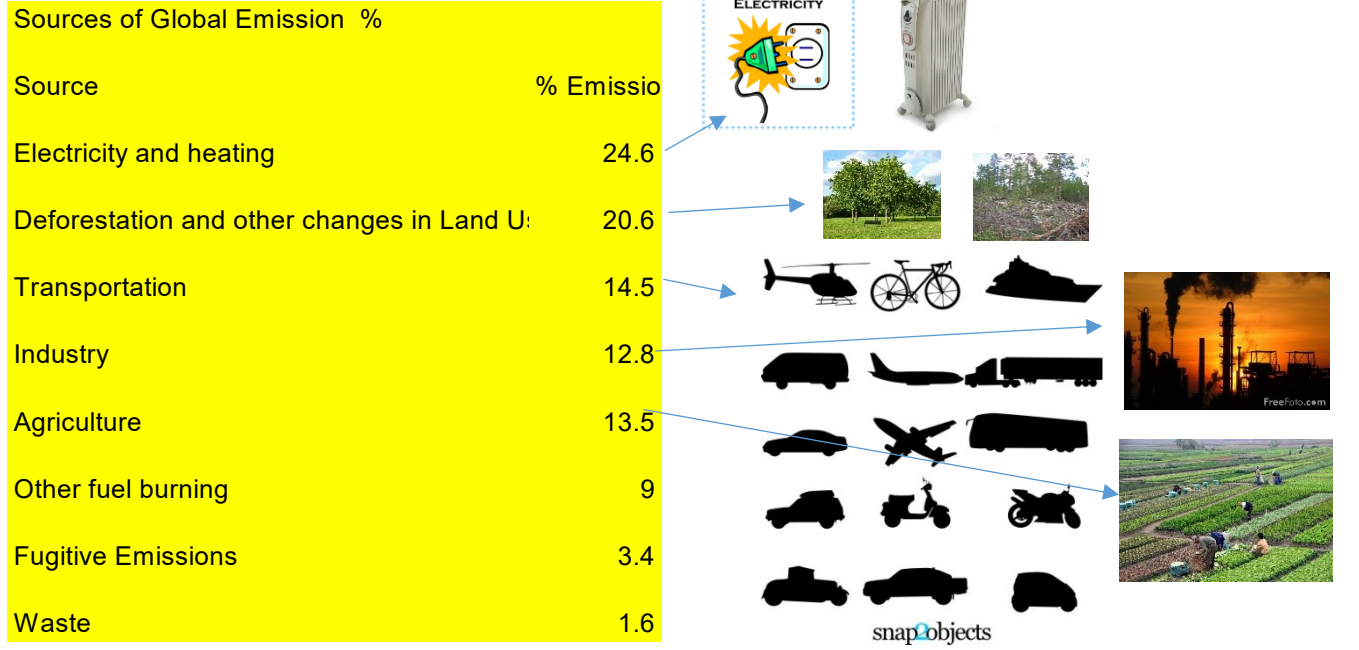 Sources of Global Emission %
ELECTRICITY
Source % Emissio
Electricity and heating 24.6
Deforestation and other changes in Land Us
20.6
Transportation 14.5
Industry 12.8
Agriculture 13.5
Other fuel burning 9
Fugitive Emissions 3.4
Waste 1.6
FreeFoto.com
snap2objects